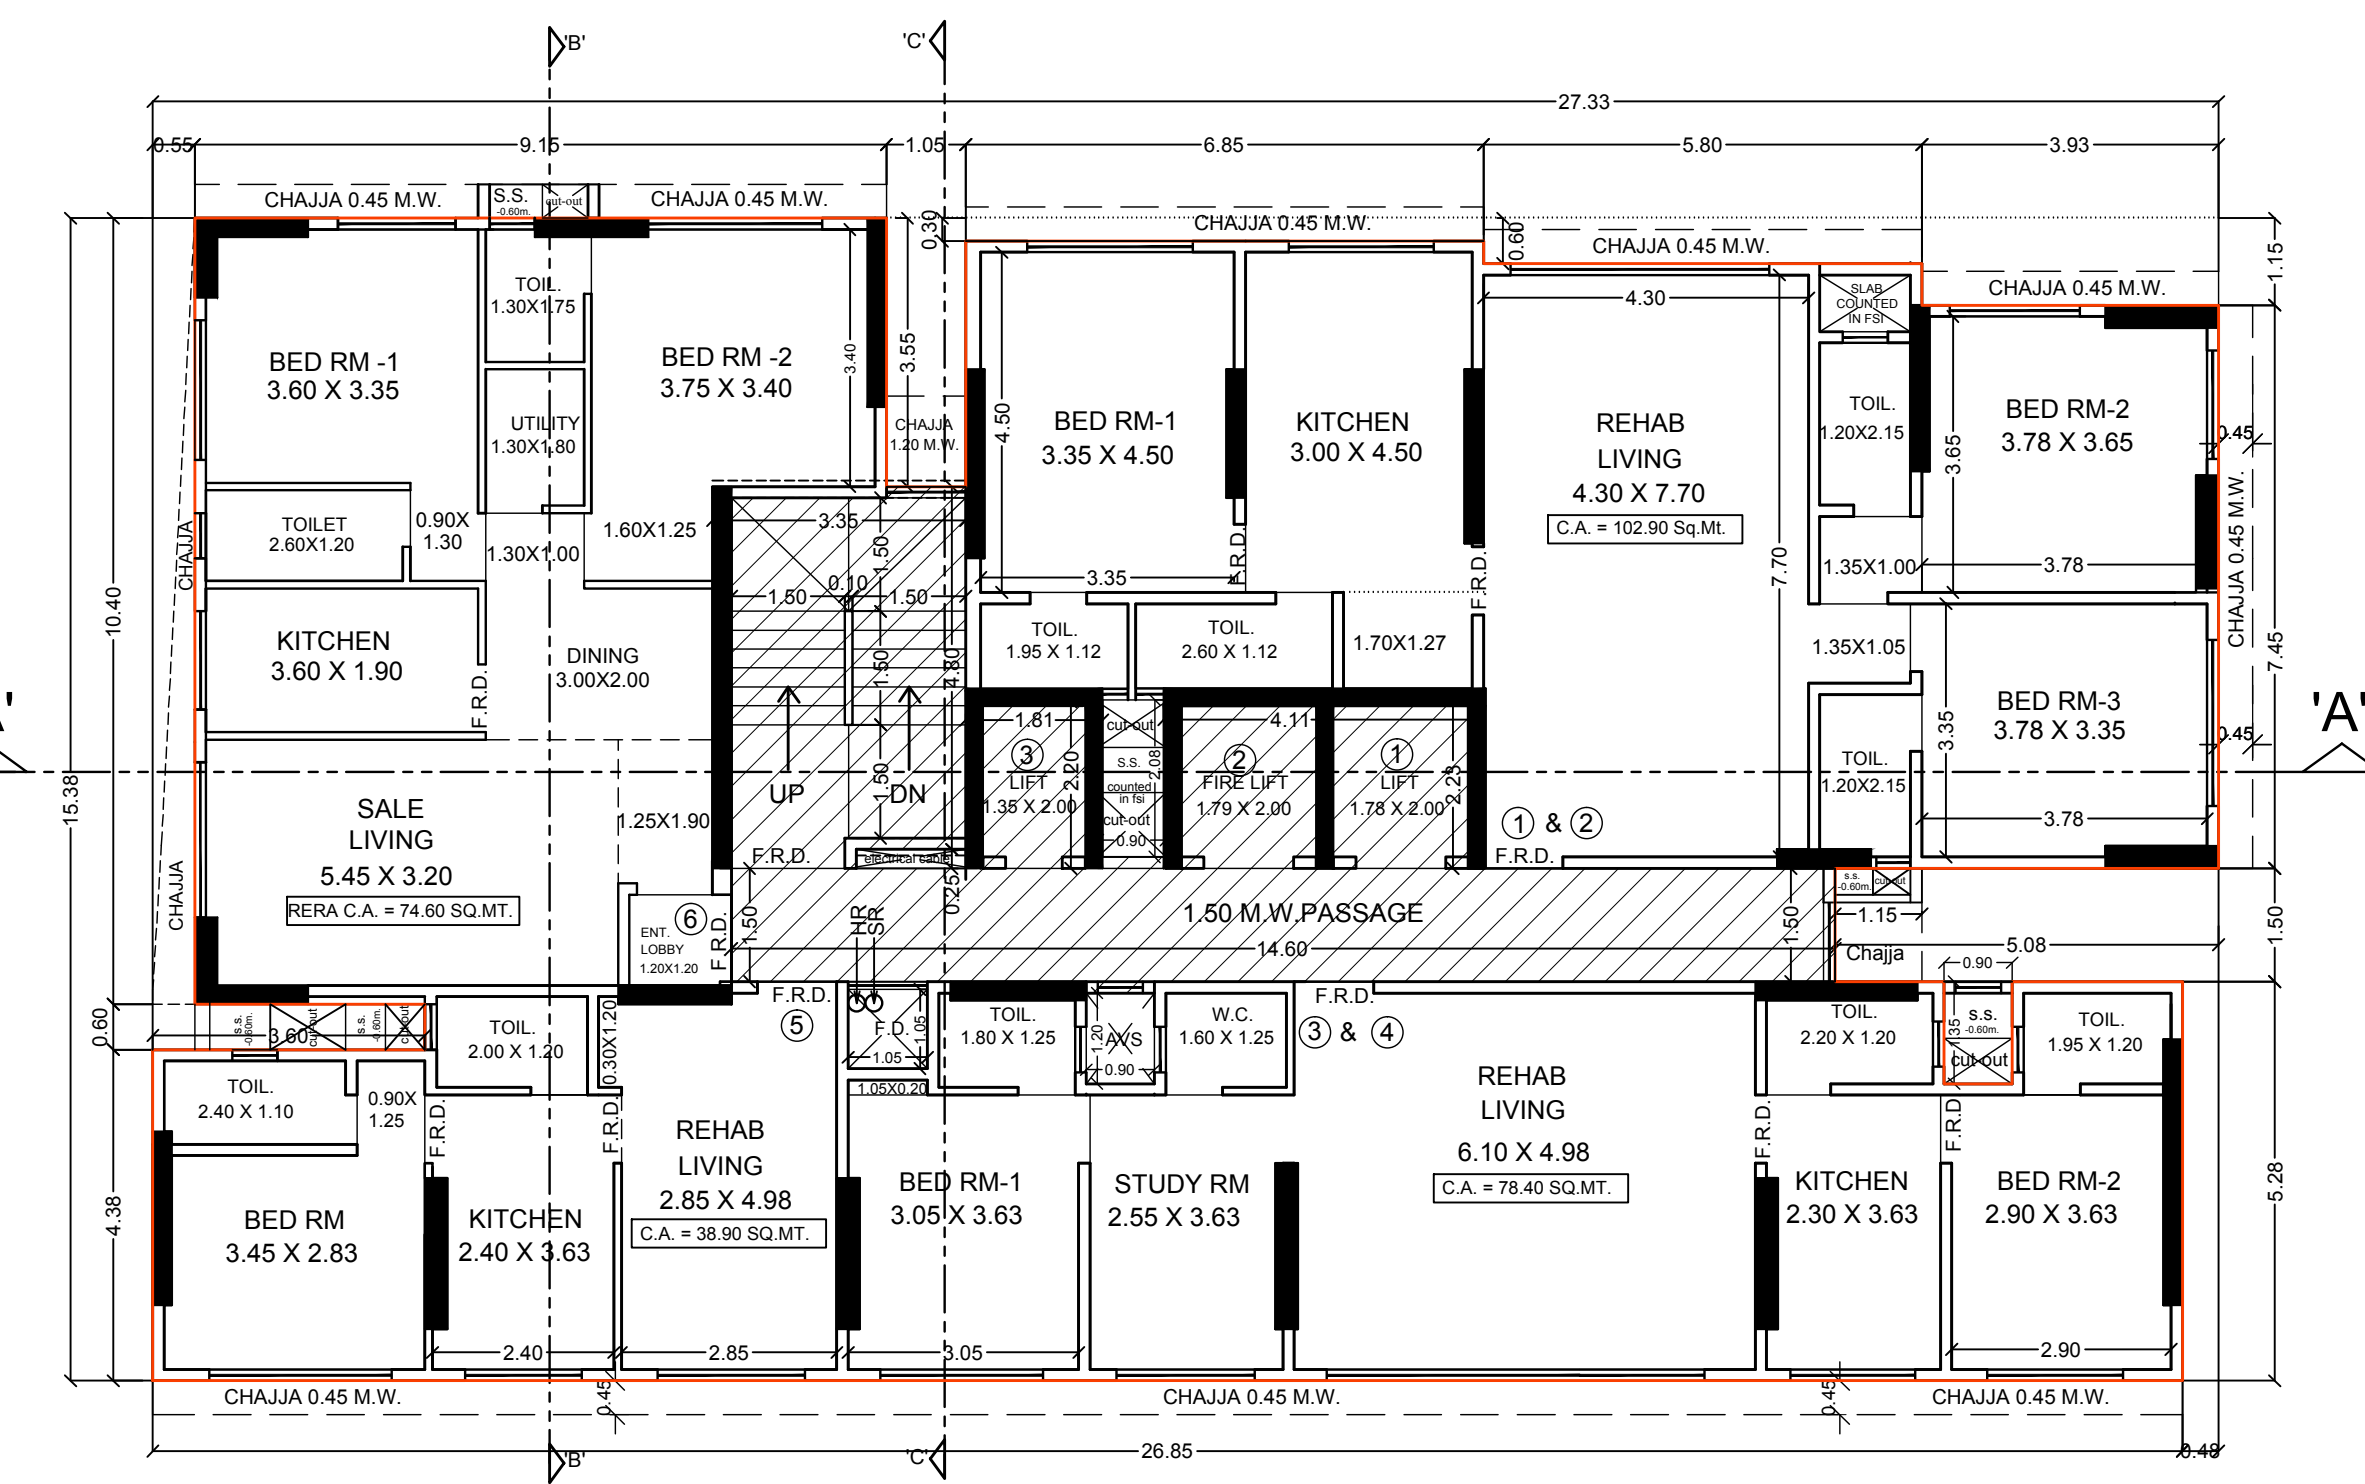 'B'
'C'
27.33
0.55
9.15
1.05
6.85
5.80
3.93
CHAJJA 0.45 M.W.
S.S.
-0.60m.
cut-out
CHAJJA 0.45 M.W.
0.30
CHAJJA 0.45 M.W.
0.60
CHAJJA 0.45 M.W.
1.15
CHAJJA 0.45 M.W.
TOIL.
1.30X1.75
BED RM -1
3.60 X 3.35
BED RM -2
3.75 X 3.40
3.40
3.55
UTILITY
1.30X1.80
CHAJJA
1.20 M.W.
4.50
BED RM-1
3.35 X 4.50
KITCHEN
3.00 X 4.50
4.30
REHAB
LIVING
4.30 X 7.70
C.A. = 102.90 Sq.Mt.
SLAB
COUNTED
IN FSI
TOIL.
1.20X2.15
BED RM-2
3.78 X 3.65
3.65
0.45
CHAJJA 0.45 M.W.
TOILET
2.60X1.20
0.90X
1.30
1.30X1.00
1.60X1.25
3.35
1.50
0.10
1.50
1.50
3.35
F.R.D.
F.R.D.
7.70
1.35X1.00
3.78
CHAJJA
10.40
15.38
KITCHEN
3.60 X 1.90
F.R.D.
DINING
3.00X2.00
1.50
4.80
TOIL.
1.95 X 1.12
TOIL.
2.60 X 1.12
1.70X1.27
1.35X1.05
7.45
BED RM-3
3.78 X 3.35
3.35
0.45
'A'
'A'
1.81
4.11
cut-out
3
LIFT
1.35 X 2.00
2.20
s.s.
counted
in fsi
cut-out
2.08
0.90
2
FIRE LIFT
1.79 X 2.00
1
LIFT
1.78 X 2.00
2.23
TOIL.
1.20X2.15
3.78
SALE
LIVING
5.45 X 3.20
RERA C.A. = 74.60 SQ.MT.
1.25X1.90
UP
DN
1.50
1 & 2
F.R.D.
electrical cable
F.R.D.
0.25X
CHAJJA
6
ENT.
LOBBY
1.20X1.20
F.R.D.
1.50
HR
SR
1.50 M.W.PASSAGE
14.60
1.50
s.s.
-0.60m.
cut-out
1.15
Chajja
5.08
1.50
0.60
s.s.
-0.60m.
cut-out
s.s.
-0.60m.
cut-out
3.60
TOIL.
2.00 X 1.20
0.30X1.20
F.R.D.
5
F.D.
1.05
1.05
1.05X0.20
TOIL.
1.80 X 1.25
AVS
1.20
0.90
W.C.
1.60 X 1.25
F.R.D.
3 & 4
TOIL.
2.20 X 1.20
0.90
s.s.
-0.60m.
cut-out
1.35
TOIL.
1.95 X 1.20
TOIL.
2.40 X 1.10
0.90X
1.25
F.R.D.
F.R.D.
REHAB
LIVING
2.85 X 4.98
C.A. = 38.90 SQ.MT.
REHAB
LIVING
6.10 X 4.98
C.A. = 78.40 SQ.MT.
F.R.D.
F.R.D
4.38
5.28
BED RM
3.45 X 2.83
KITCHEN
2.40 X 3.63
BED RM-1
3.05 X 3.63
STUDY RM
2.55 X 3.63
KITCHEN
2.30 X 3.63
BED RM-2
2.90 X 3.63
2.40
2.85
3.05
2.90
CHAJJA 0.45 M.W.
0.45
CHAJJA 0.45 M.W.
0.45
CHAJJA 0.45 M.W.
26.85
0.48
'B'
'C'